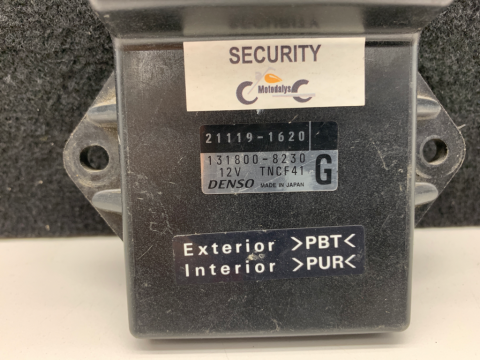 SECURITY
Motodalys
21119-1620
131800-8230
12V TNCF41 G
DENSO MADE IN JAPAN
Exterior >PBT<
Interior >PUR<